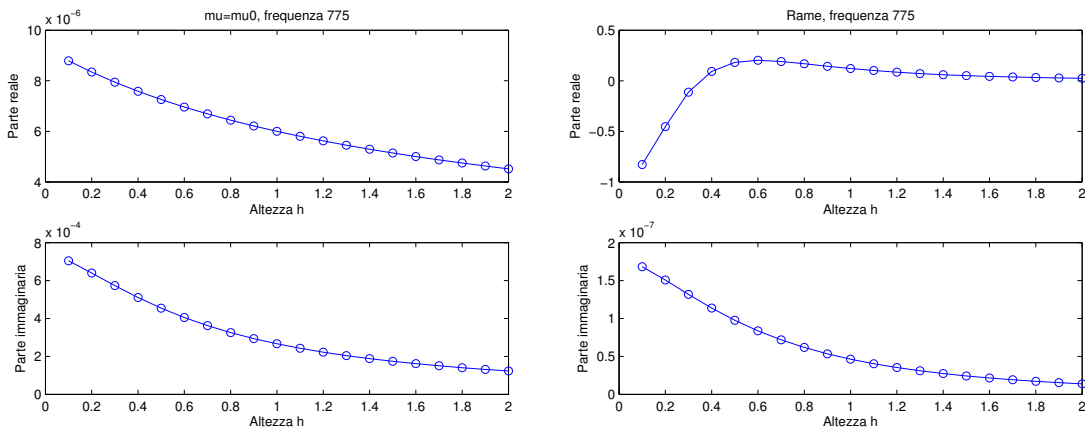 mu=mu0, frequenza 775
x 10⁻⁶
10
8
6
4
Parte reale
0 0.2 0.4 0.6 0.8 1 1.2 1.4 1.6 1.8 2
Altezza h
Rame, frequenza 775
0.5
0
−0.5
−1
Parte reale
0 0.2 0.4 0.6 0.8 1 1.2 1.4 1.6 1.8 2
Altezza h
x 10⁻⁴
8
6
4
2
0
Parte immaginaria
0 0.2 0.4 0.6 0.8 1 1.2 1.4 1.6 1.8 2
Altezza h
x 10⁻⁷
2
1.5
1
0.5
0
Parte immaginaria
0 0.2 0.4 0.6 0.8 1 1.2 1.4 1.6 1.8 2
Altezza h